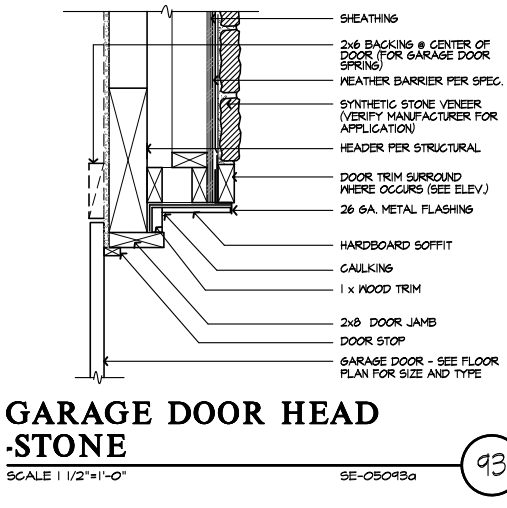 SHEATHING
2x6 BACKING @ CENTER OF
DOOR (FOR GARAGE DOOR
SPRING)
WEATHER BARRIER PER SPEC.
SYNTHETIC STONE VENEER
(VERIFY MANUFACTURER FOR
APPLICATION)
HEADER PER STRUCTURAL
DOOR TRIM SURROUND
WHERE OCCURS (SEE ELEV.)
26 GA. METAL FLASHING
HARDBOARD SOFFIT
CAULKING
1 x WOOD TRIM
2x8 DOOR JAMB
DOOR STOP
GARAGE DOOR - SEE FLOOR
PLAN FOR SIZE AND TYPE
GARAGE DOOR HEAD
-STONE
SCALE 1 1/2"=1'-0"
SE-05093a
93